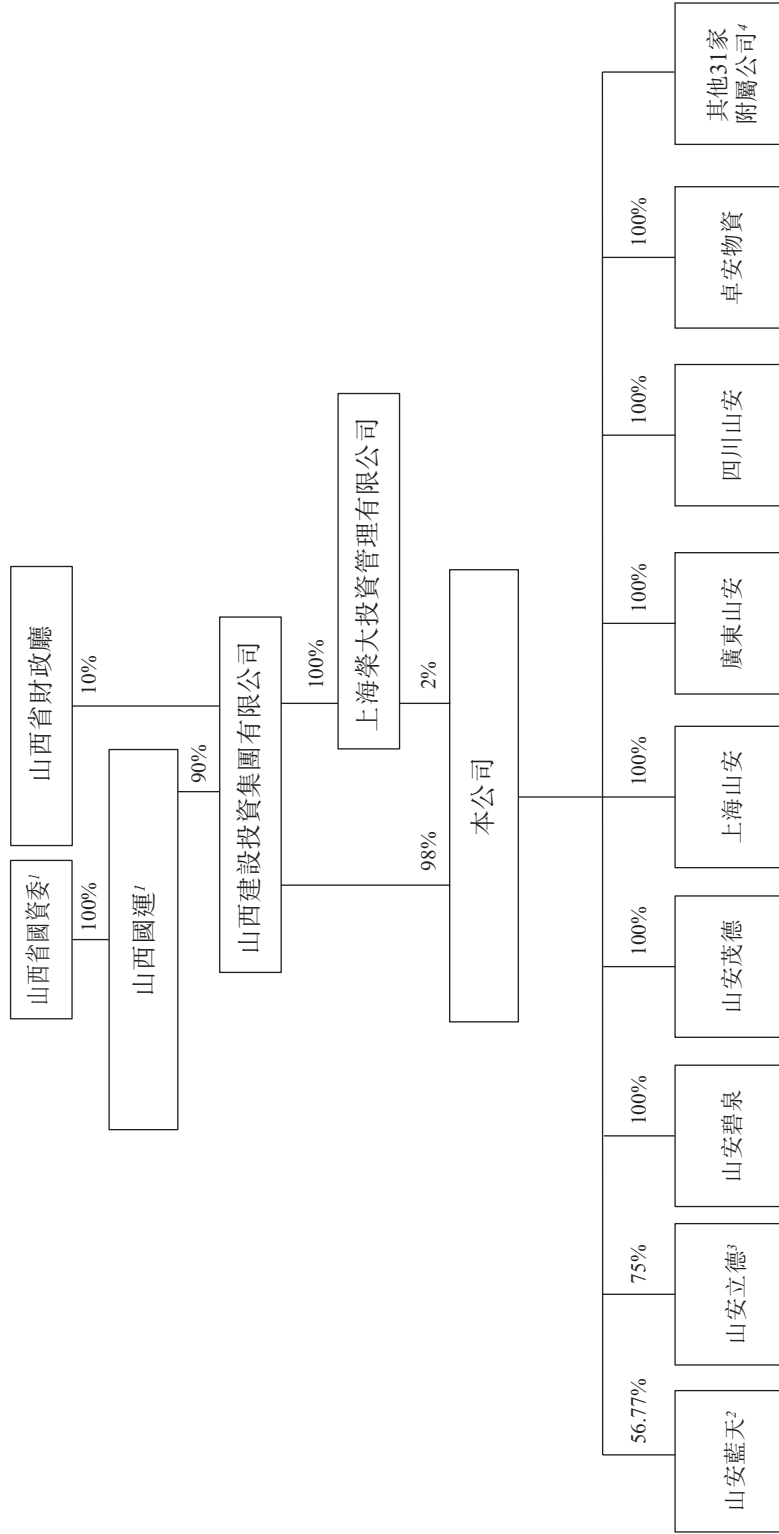 山西省國資委1
山西省財政廳
100%
10%
山西國運1
90%
山西建設投資集團有限公司
100%
上海榮大投資管理有限公司
98%
2%
本公司
56.77%
75%
100%
100%
100%
100%
100%
100%
山安藍天2
山安立德3
山安碧泉
山安茂德
上海山安
廣東山安
四川山安
卓安物資
其他31家
附屬公司4